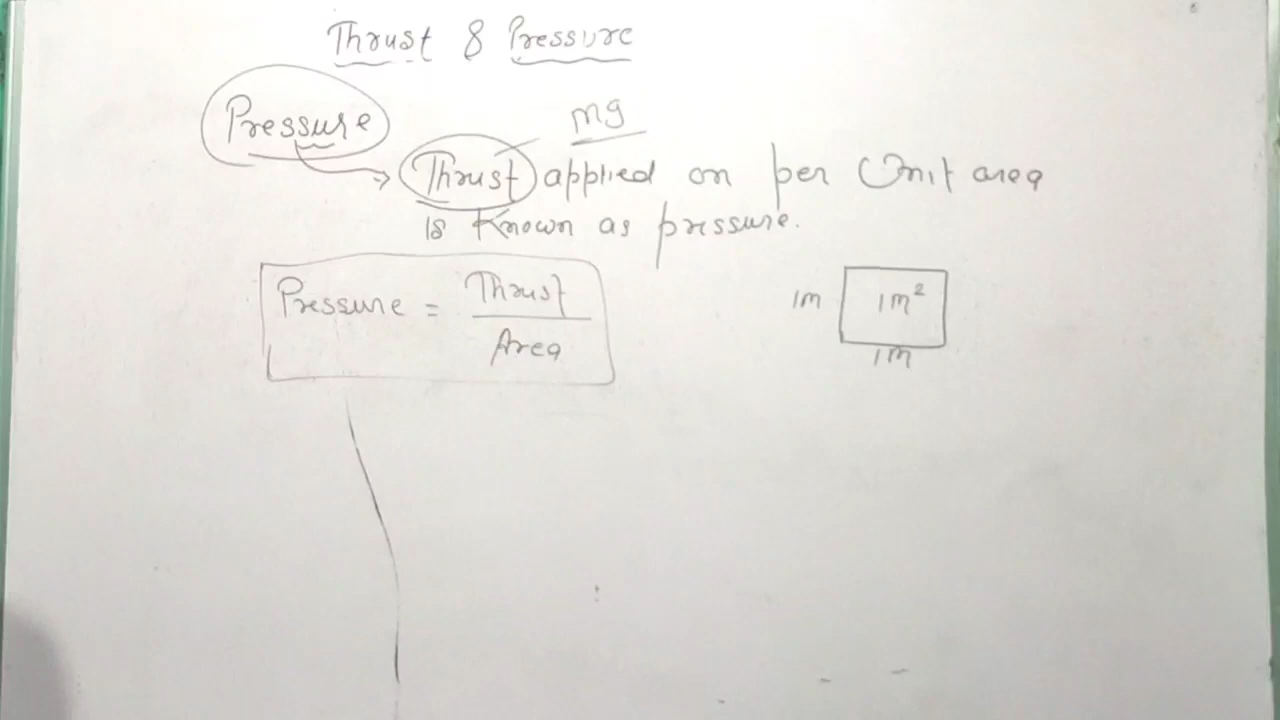 Thrust & Pressure
Pressure
mg
Thrust applied on per Unit area
is known as pressure.
Pressure = Thrust / Area
1m
1m²
1m